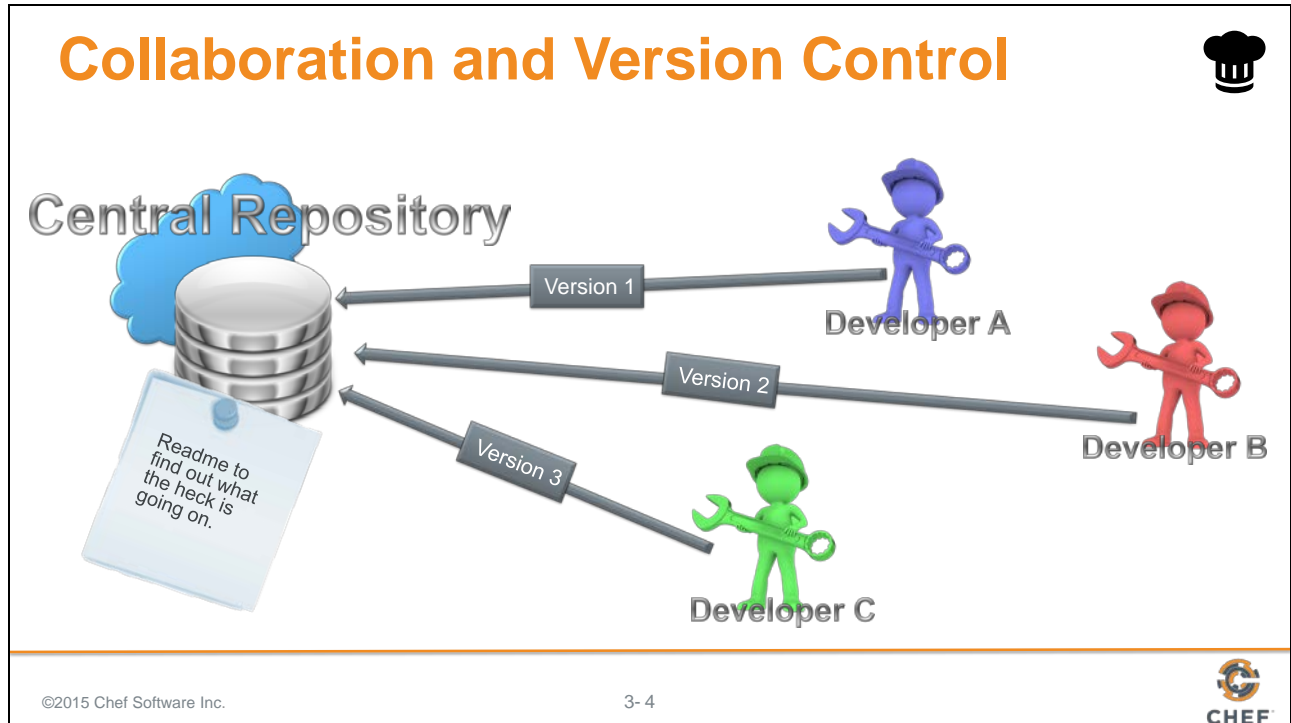 Collaboration and Version Control
Central Repository
Version 1
Developer A
Version 2
Developer B
Version 3
Readme to
find out what
the heck is
going on.
Developer C
©2015 Chef Software Inc.
3- 4
CHEF